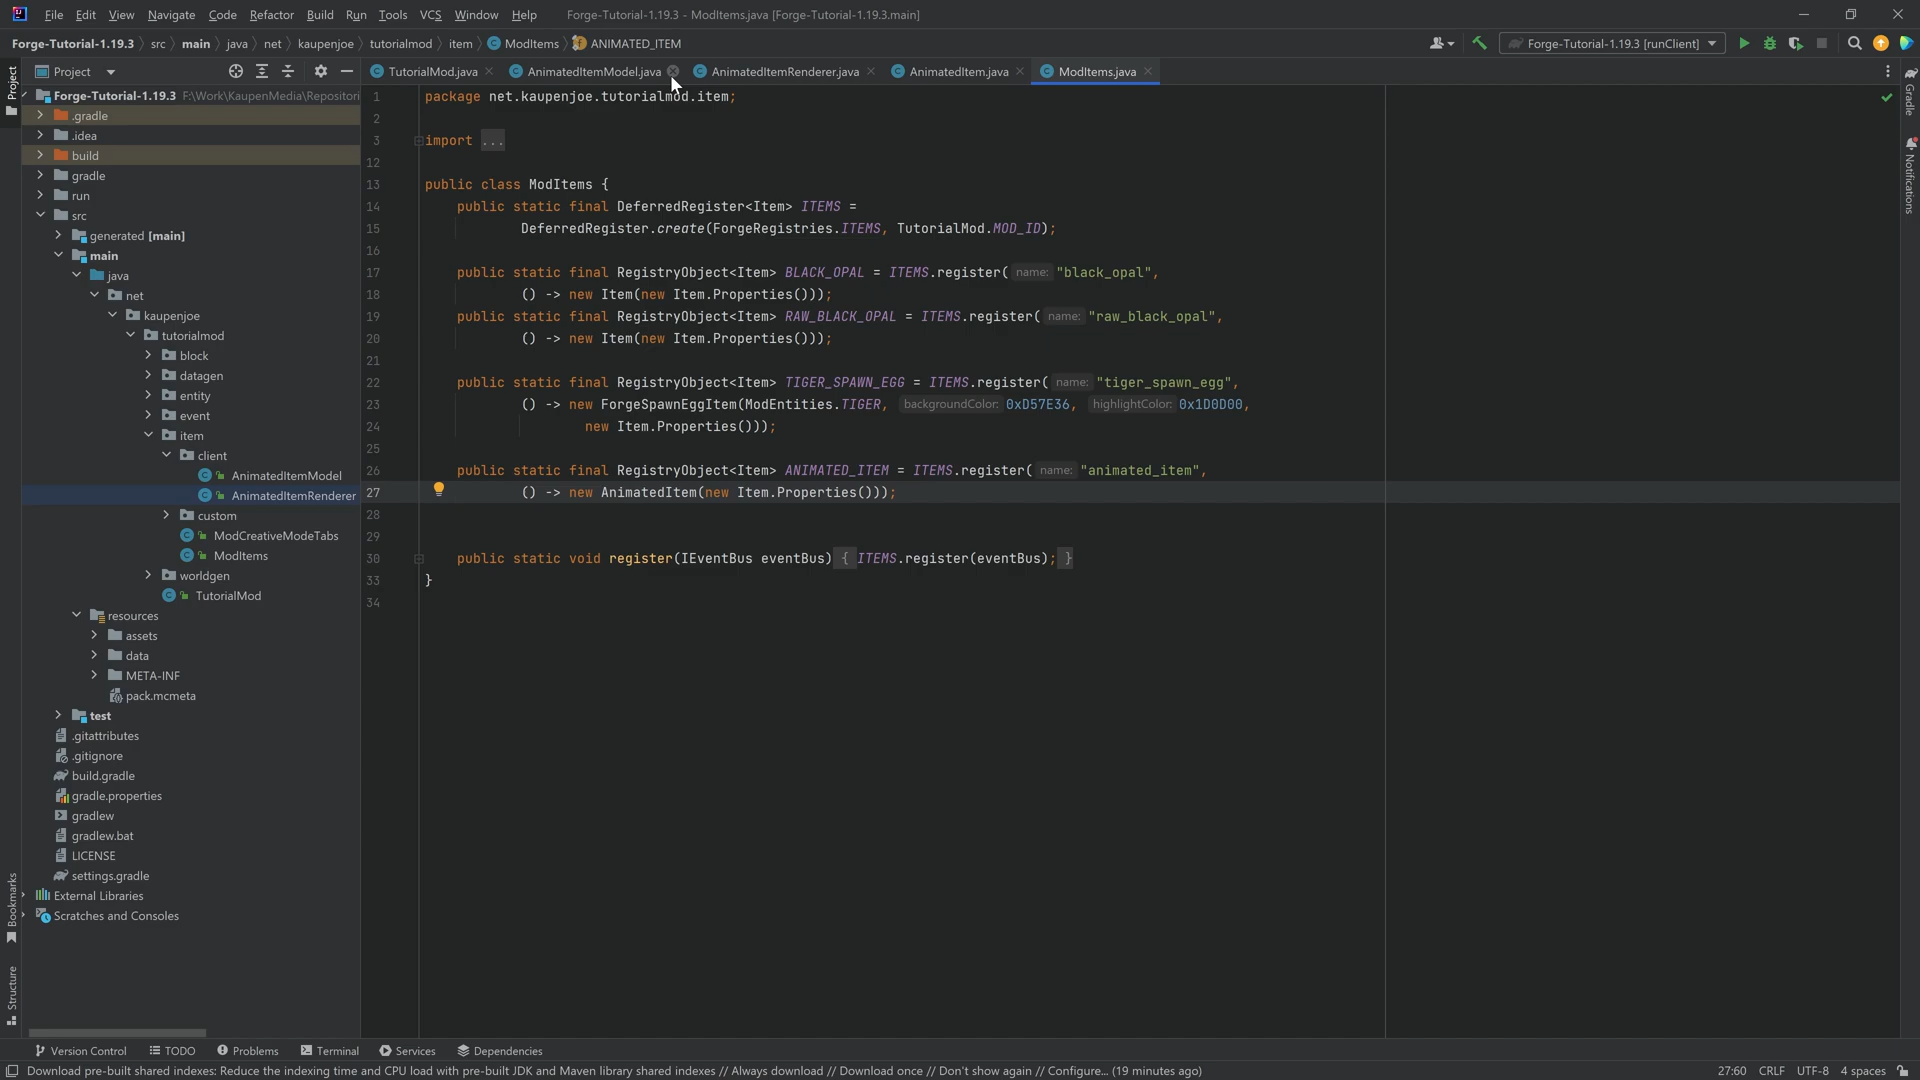 File Edit View Navigate Code Refactor Build Run Tools VCS Window Help Forge-Tutorial-1.19.3 - ModItems.java [Forge-Tutorial-1.19.3.main]
Forge-Tutorial-1.19.3 src main java net kaupenjoe tutorialmod item ModItems ANIMATED_ITEM Forge-Tutorial-1.19.3 [runClient]
Project TutorialMod.java AnimatedItemModel.java AnimatedItemRenderer.java AnimatedItem.java ModItems.java
Project
Bookmarks
Structure
Gradle
Notifications
Forge-Tutorial-1.19.3 F:\Work\KaupenMedia\Repositori
.gradle
.idea
build
gradle
run
src
generated [main]
main
java
net
kaupenjoe
tutorialmod
block
datagen
entity
event
item
client
AnimatedItemModel
AnimatedItemRenderer
custom
ModCreativeModeTabs
ModItems
worldgen
TutorialMod
resources
assets
data
META-INF
pack.mcmeta
test
.gitattributes
.gitignore
build.gradle
gradle.properties
gradlew
gradlew.bat
LICENSE
settings.gradle
External Libraries
Scratches and Consoles
1 package net.kaupenjoe.tutorialmod.item;
2
3 import ...
12
13 public class ModItems {
14 public static final DeferredRegister<Item> ITEMS =
15 DeferredRegister.create(ForgeRegistries.ITEMS, TutorialMod.MOD_ID);
16
17 public static final RegistryObject<Item> BLACK_OPAL = ITEMS.register( name: "black_opal",
18 () -> new Item(new Item.Properties()));
19 public static final RegistryObject<Item> RAW_BLACK_OPAL = ITEMS.register( name: "raw_black_opal",
20 () -> new Item(new Item.Properties()));
21
22 public static final RegistryObject<Item> TIGER_SPAWN_EGG = ITEMS.register( name: "tiger_spawn_egg",
23 () -> new ForgeSpawnEggItem(ModEntities.TIGER, backgroundColor: 0xD57E36, highlightColor: 0x1D0D00,
24 new Item.Properties()));
25
26 public static final RegistryObject<Item> ANIMATED_ITEM = ITEMS.register( name: "animated_item",
27 () -> new AnimatedItem(new Item.Properties()));
28
29
30 public static void register(IEventBus eventBus) { ITEMS.register(eventBus); }
33 }
34
Version Control TODO Problems Terminal Services Dependencies
Download pre-built shared indexes: Reduce the indexing time and CPU load with pre-built JDK and Maven library shared indexes // Always download // Download once // Don't show again // Configure... (19 minutes ago) 27:60 CRLF UTF-8 4 spaces